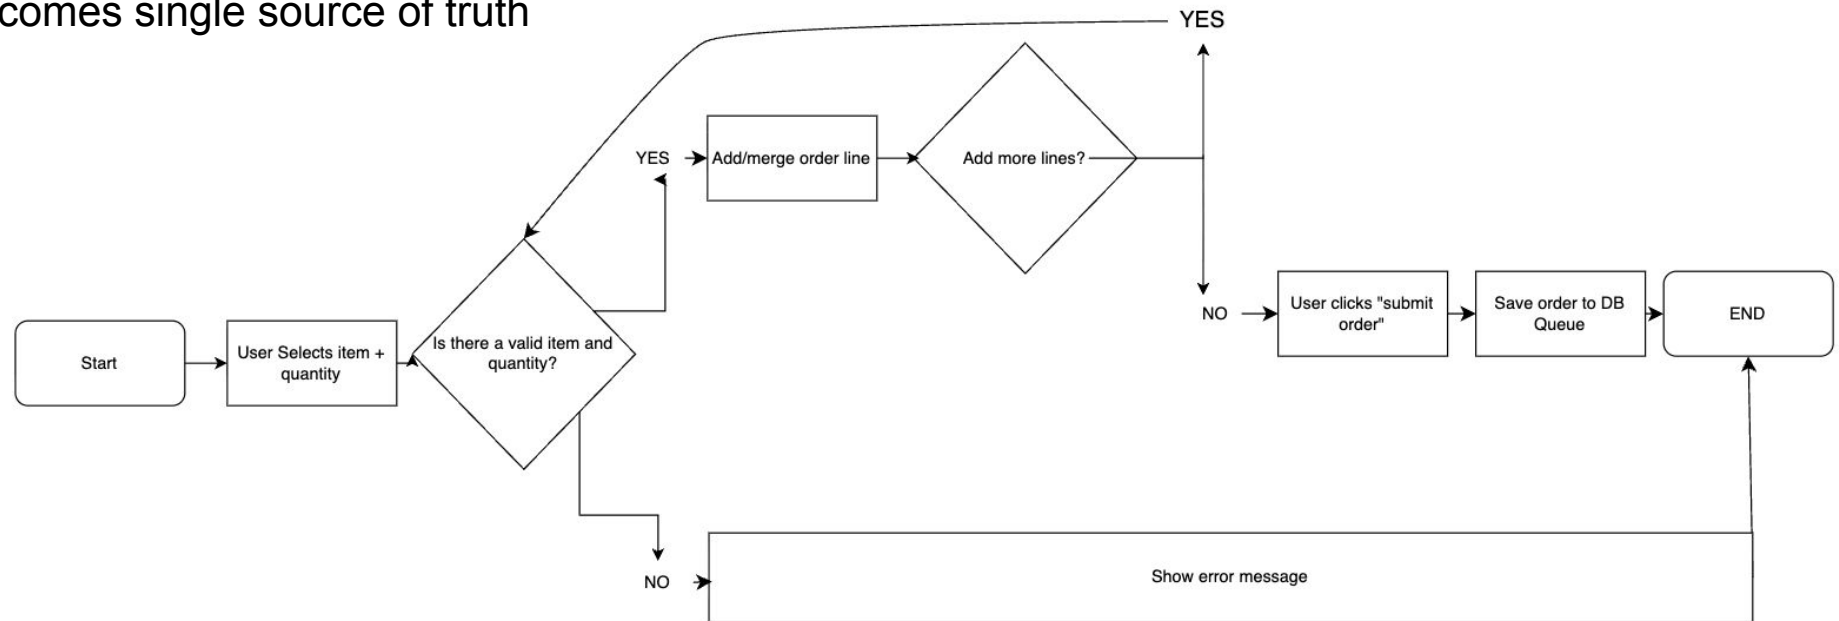 comes single source of truth
YES
YES
Add/merge order line
Add more lines?
Start
User Selects item +
quantity
Is there a valid item and
quantity?
NO
User clicks "submit
order"
Save order to DB
Queue
END
NO
Show error message